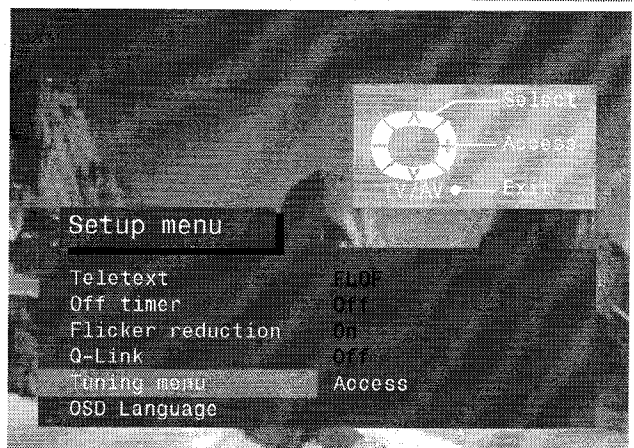 Select
Access
TV/AV Exit
Setup menu
Teletext FLOF
Off timer Off
Flicker reduction On
Q-Link Off
Tuning menu Access
OSD Language